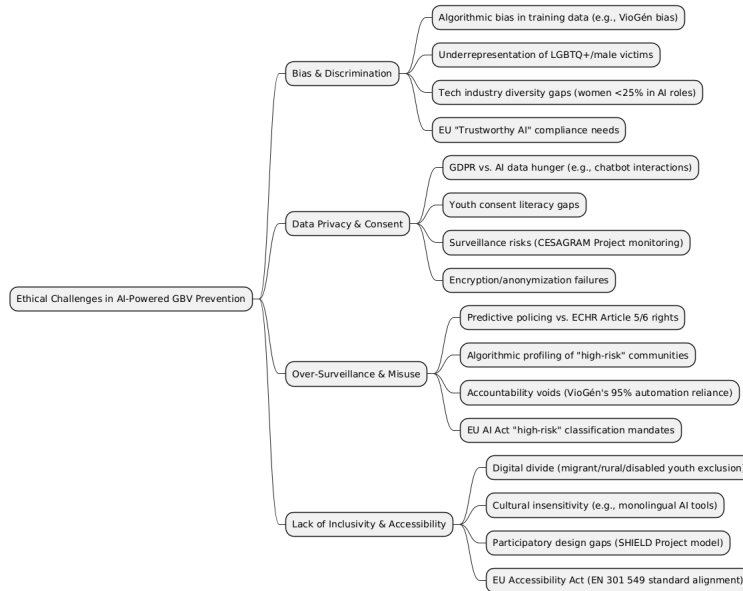 Ethical Challenges in AI-Powered GBV Prevention
Bias & Discrimination
Algorithmic bias in training data (e.g., VioGén bias)
Underrepresentation of LGBTQ+/male victims
Tech industry diversity gaps (women <25% in AI roles)
EU "Trustworthy AI" compliance needs
Data Privacy & Consent
GDPR vs. AI data hunger (e.g., chatbot interactions)
Youth consent literacy gaps
Surveillance risks (CESAGRAM Project monitoring)
Encryption/anonymization failures
Over-Surveillance & Misuse
Predictive policing vs. ECHR Article 5/6 rights
Algorithmic profiling of "high-risk" communities
Accountability voids (VioGén's 95% automation reliance)
EU AI Act "high-risk" classification mandates
Lack of Inclusivity & Accessibility
Digital divide (migrant/rural/disabled youth exclusion)
Cultural insensitivity (e.g., monolingual AI tools)
Participatory design gaps (SHIELD Project model)
EU Accessibility Act (EN 301 549 standard alignment)